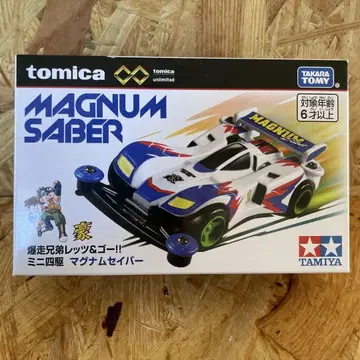 tomica
tomica
unlimited
TAKARA
TOMY
MAGNUM
SABER
対象年齢
6才以上
MAGNUM
豪
爆走兄弟レッツ&ゴー!!
ミニ四駆 マグナムセイバー
TAMIYA